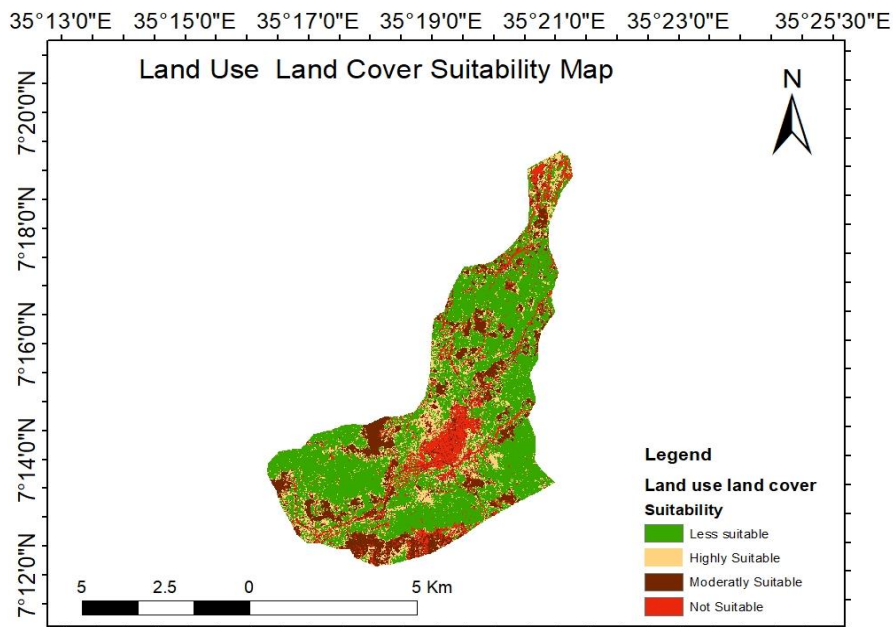 35°13'0"E 35°15'0"E 35°17'0"E 35°19'0"E 35°21'0"E 35°23'0"E 35°25'30"E
Land Use Land Cover Suitability Map
N
7°20'0"N
7°18'0"N
7°16'0"N
7°14'0"N
7°12'0"N
Legend
Land use land cover
Suitability
Less suitable
Highly Suitable
Moderatly Suitable
Not Suitable
5 2.5 0 5 Km